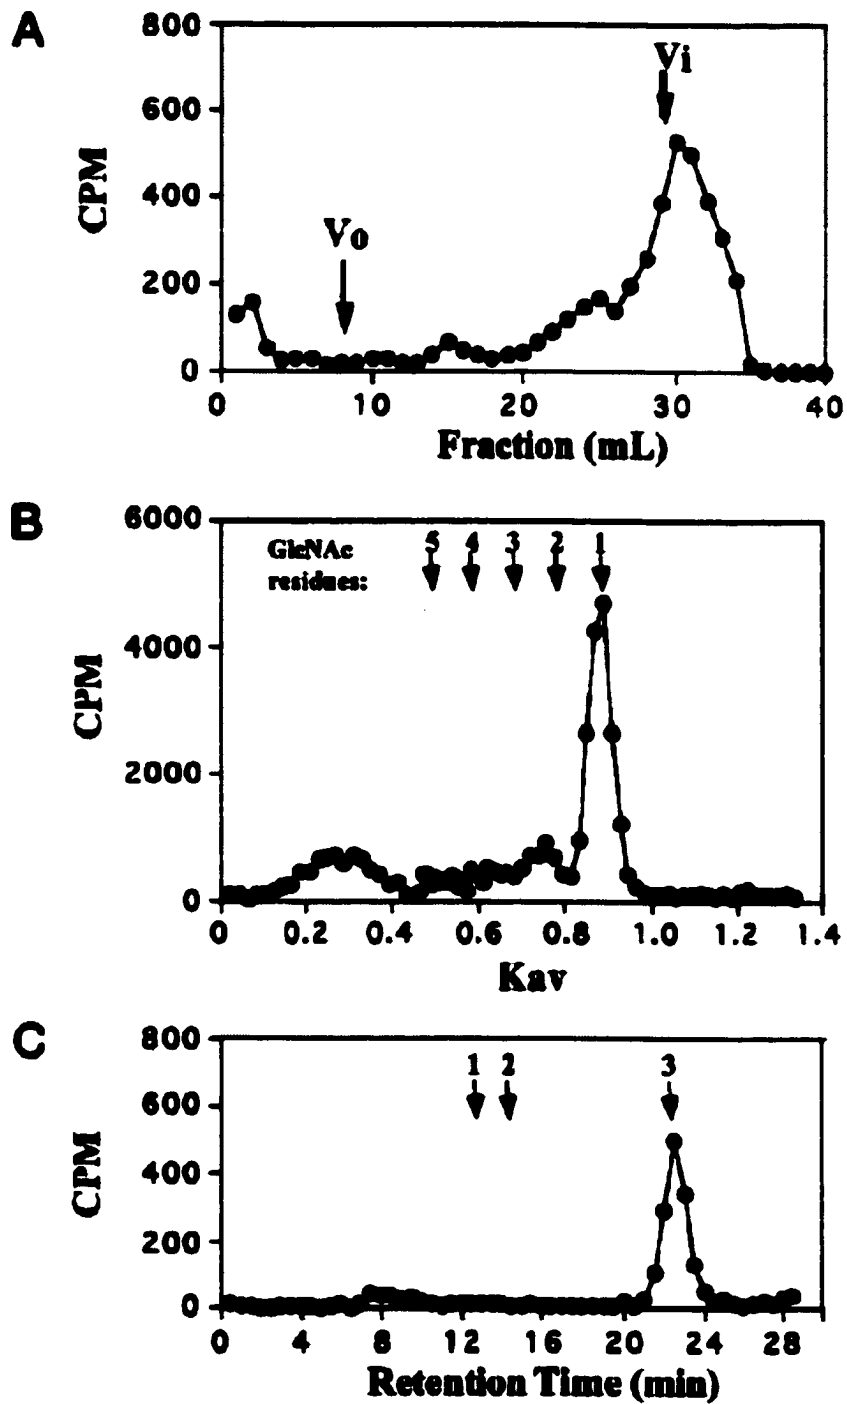 A
800
600
400
200
0
CPM
Vo
Vi
0 10 20 30 40
Fraction (mL)
B
6000
4000
2000
0
CPM
GlcNAc
residues:
5 4 3 2 1
0 0.2 0.4 0.6 0.8 1.0 1.2 1.4
Kav
C
800
600
400
200
0
CPM
1 2 3
0 4 8 12 16 20 24 28
Retention Time (min)